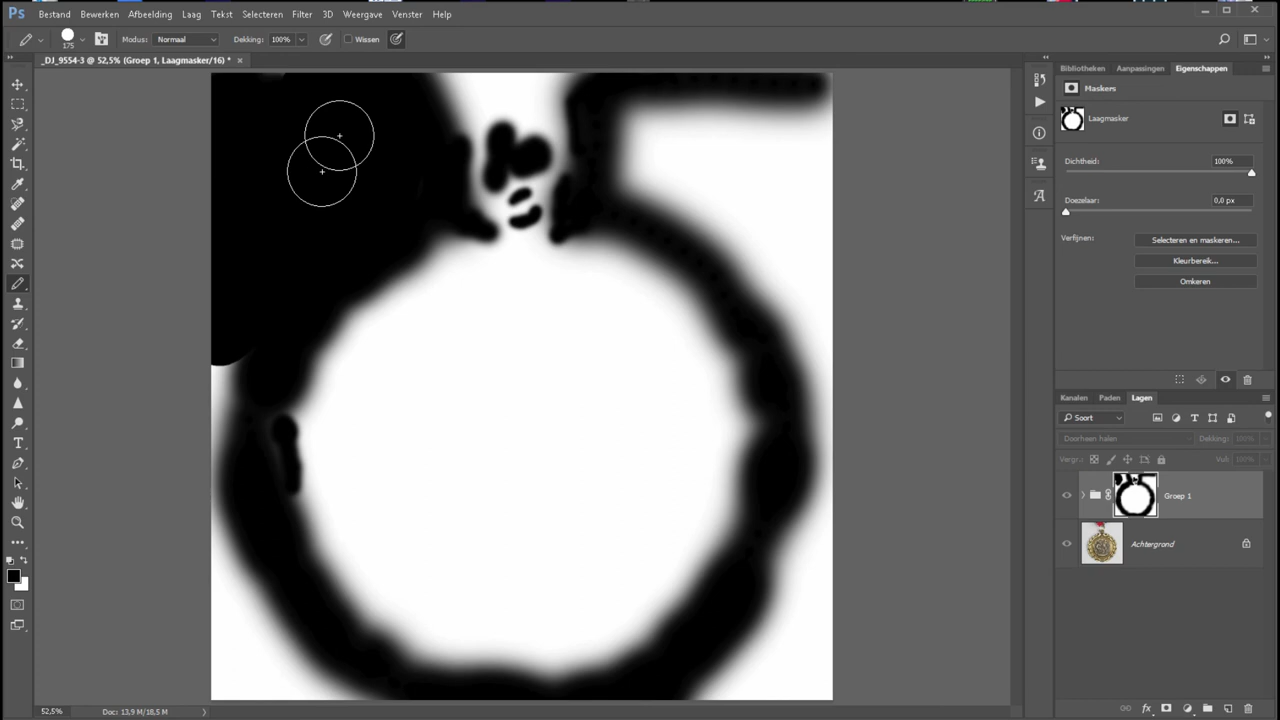 Ps Bestand Bewerken Afbeelding Laag Tekst Selecteren Filter 3D Weergave Venster Help
175 Modus: Normaal Dekking: 100% Wissen
_DJ_9554-3 @ 52,5% (Groep 1, Laagmasker/16) * ×
Bibliotheken Aanpassingen Eigenschappen
Maskers
Laagmasker
Dichtheid: 100%
Doezelaar: 0,0 px
Verfijnen: Selecteren en maskeren...
Kleurbereik...
Omkeren
Kanalen Paden Lagen
Soort
Doorheen halen Dekking: 100%
Vergr.: Vul: 100%
Groep 1
Achtergrond
52,5% Doc: 13,9 M/18,5 M